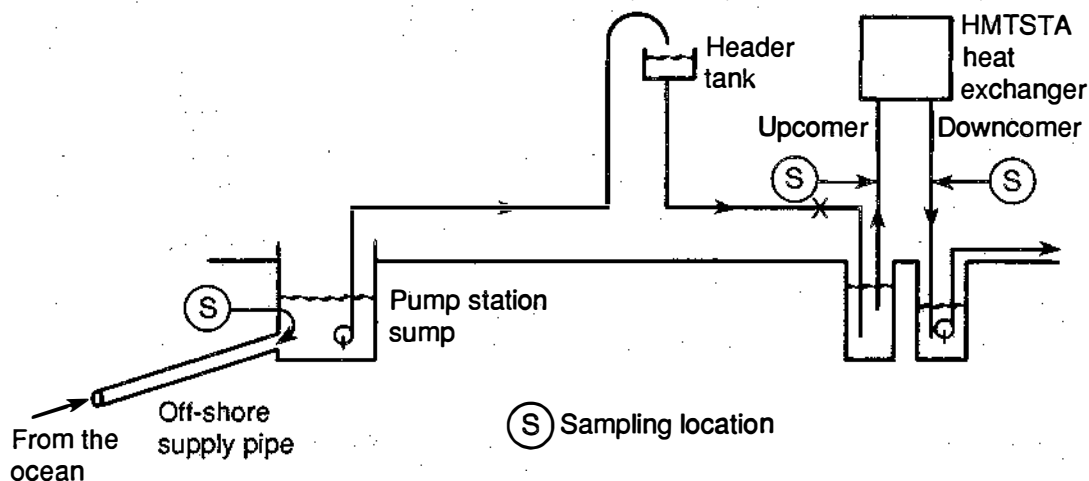 Header
tank
HMTSTA
heat
exchanger
Upcomer
Downcomer
S
S
S
Pump station
sump
Off-shore
supply pipe
From the
ocean
S Sampling location